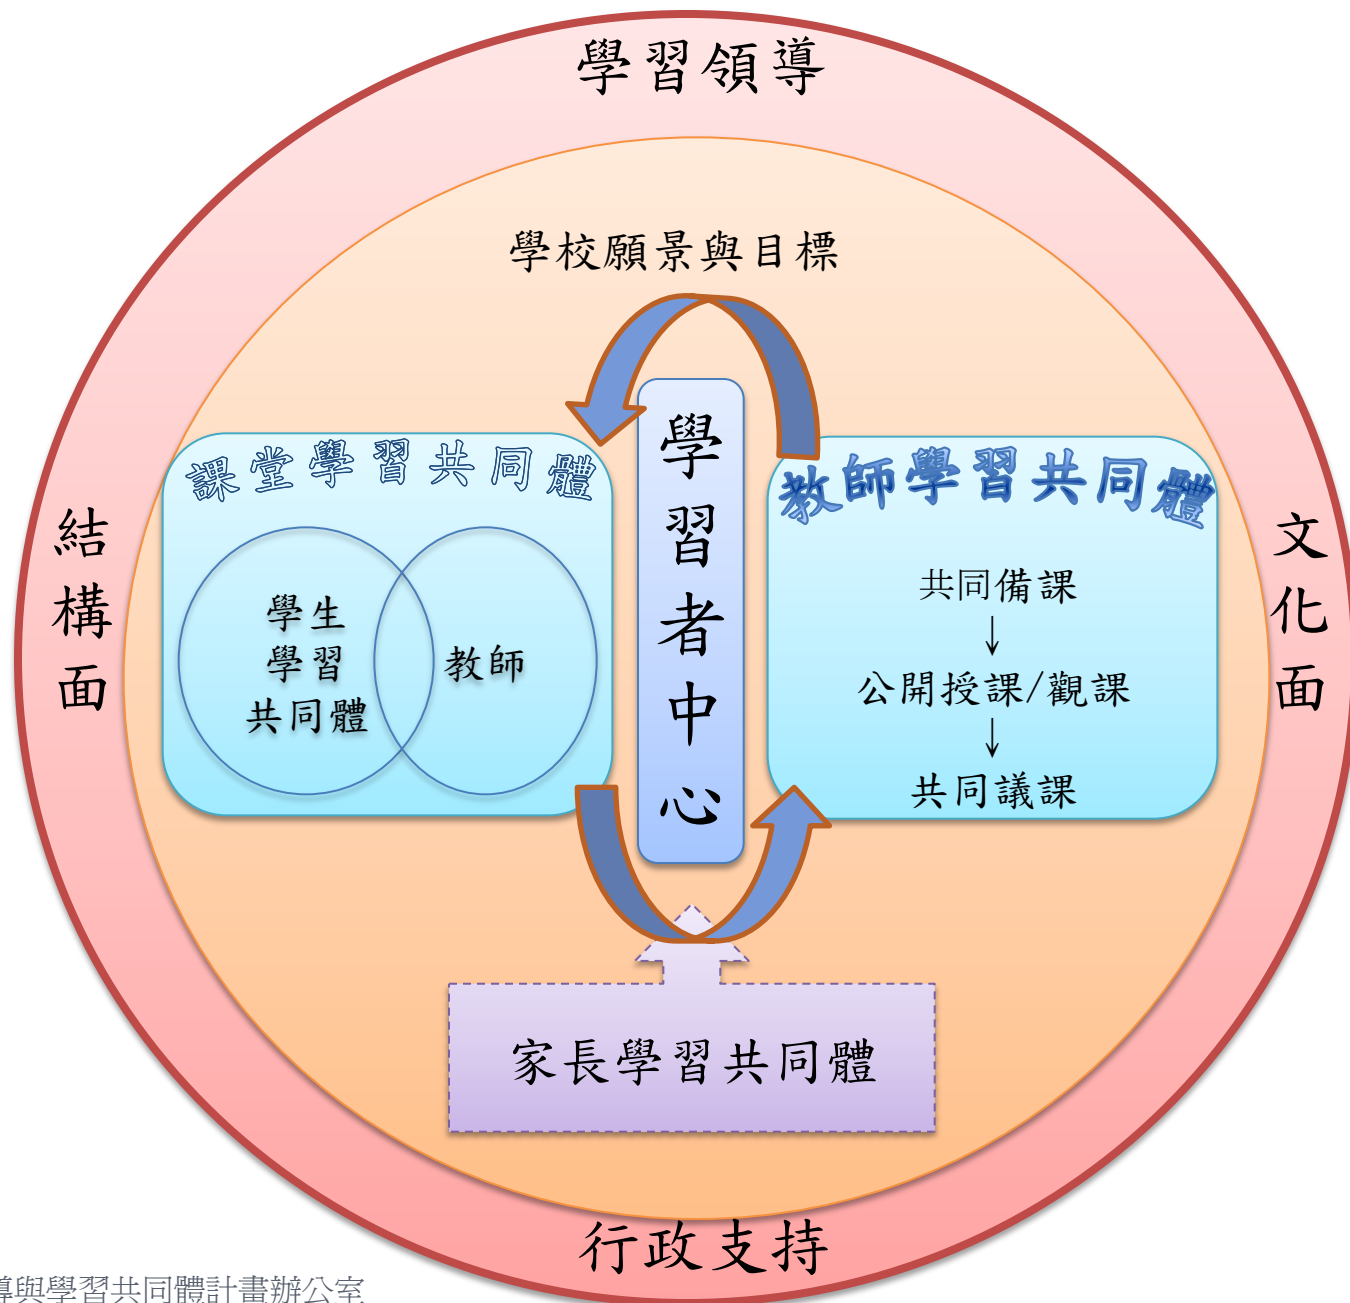 學習領導
學校願景與目標
結構面
課堂學習共同體
學生
學習
共同體
教師
學習者中心
教師學習共同體
共同備課
↓
公開授課/觀課
↓
共同議課
文化面
家長學習共同體
行政支持
導與學習共同體計畫辦公室